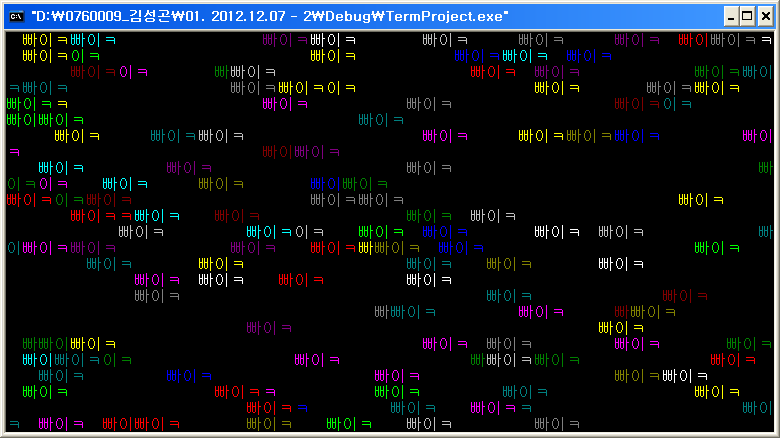 "D:₩0760009_김성곤₩01. 2012.12.07 - 2₩Debug₩TermProject.exe"
빠이ㅋ빠이ㅋ 빠이ㅋ 빠이ㅋ 빠이ㅋ 빠이ㅋ 빠이ㅋ 빠이빠이ㅋ
빠이ㅋ이ㅋ 빠이ㅋ 빠이ㅋ빠이ㅋ 빠이ㅋ
빠이ㅋ이ㅋ 빠빠이ㅋ 빠이ㅋ 빠이ㅋ 빠이ㅋ
ㅋ빠이ㅋ 빠이ㅋ빠이ㅋ이ㅋ 빠이ㅋ 빠이ㅋ빠이ㅋ
빠이ㅋㅋ 빠이ㅋ 빠이ㅋ 빠이ㅋ이ㅋ
빠이빠이ㅋ 빠이ㅋ
빠이ㅋ 빠이ㅋ빠이ㅋ 빠이ㅋ 빠이ㅋ빠이ㅋ빠이ㅋ 빠이
ㅋ 빠이빠이ㅋ
빠이ㅋ 빠이ㅋ 빠이ㅋ 빠
이ㅋ이ㅋ 빠이ㅋ 빠이ㅋ 빠이빠이ㅋ
빠이ㅋ이ㅋ빠이ㅋ 빠이ㅋ
빠이ㅋㅋ빠이ㅋ 빠이ㅋ 빠이ㅋ 빠이ㅋ
빠이ㅋ 빠이ㅋ이ㅋ 빠이ㅋ 빠이ㅋ 빠이ㅋ 빠이ㅋ 빠
이빠이ㅋ빠이ㅋ 빠이ㅋ 빠이ㅋ빠빠이ㅋ 빠이ㅋ 빠이ㅋ
빠이ㅋ 빠이ㅋ 빠이ㅋ 빠이ㅋ 빠이ㅋ
빠이ㅋ 빠이ㅋ 빠이ㅋ
빠이ㅋ 빠이ㅋ
빠빠이ㅋ 빠이ㅋ 빠이ㅋ
빠이ㅋ 빠이ㅋ
빠빠이빠이ㅋ 빠이ㅋ 빠이ㅋ 빠이ㅋ 빠이ㅋ
빠이빠이ㅋ이ㅋ 빠이ㅋ 빠이빠이ㅋ 빠이ㅋ 빠이ㅋ
빠이ㅋ 빠이ㅋ 빠이ㅋ 빠이ㅋ빠이ㅋ
빠이ㅋ 빠이ㅋㅋ 빠이ㅋ 빠이ㅋ
빠이ㅋㅋ 빠이ㅋ 빠이ㅋ 빠이ㅋ
ㅋ 빠이ㅋ 빠이빠이ㅋ 빠이ㅋ 빠이ㅋ 빠이ㅋ 빠이ㅋ 빠이ㅋ